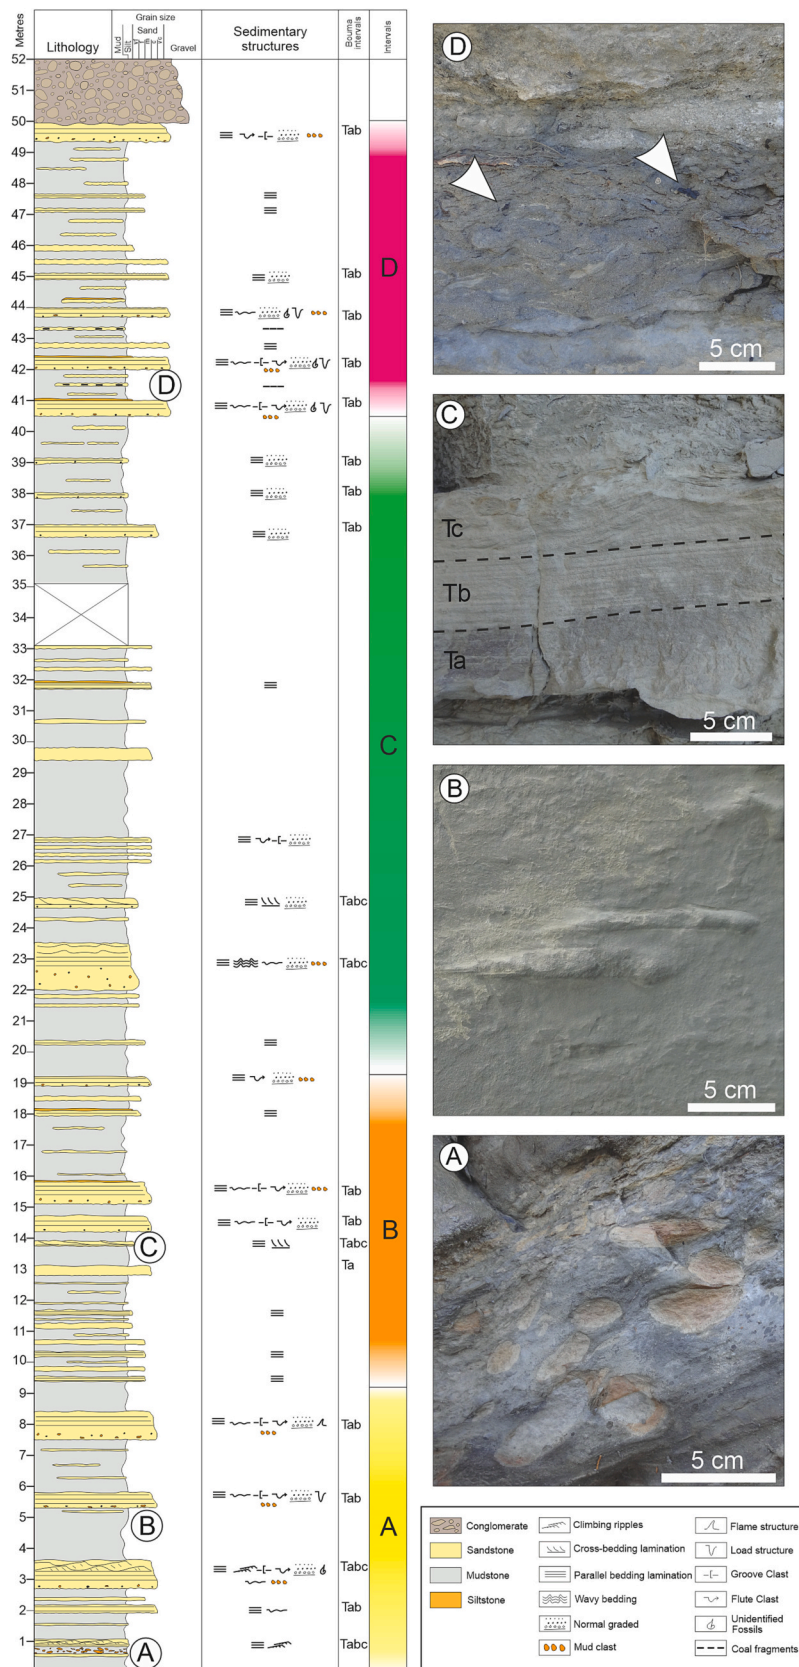 Metres
Lithology
Grain size
Sand
Mud
Silt
vf
f
m
c
vc
Gravel
Sedimentary
structures
Bouma
intervals
Intervals
52
51
50
49
48
47
46
45
44
43
42
41
40
39
38
37
36
35
34
33
32
31
30
29
28
27
26
25
24
23
22
21
20
19
18
17
16
15
14
13
12
11
10
9
8
7
6
5
4
3
2
1
D
C
B
A
Tab
Tab
Tab
Tab
Tab
Tab
Tab
Tab
Tabc
Tabc
Tab
Tab
Tabc
Ta
Tab
Tab
Tabc
Tab
Tabc
D
C
B
A
D
5 cm
C
Tc
Tb
Ta
5 cm
B
5 cm
A
5 cm
Conglomerate
Sandstone
Mudstone
Siltstone
Climbing ripples
Cross-bedding lamination
Parallel bedding lamination
Wavy bedding
Normal graded
Mud clast
Flame structure
Load structure
Groove Clast
Flute Clast
Unidentified
Fossils
Coal fragments